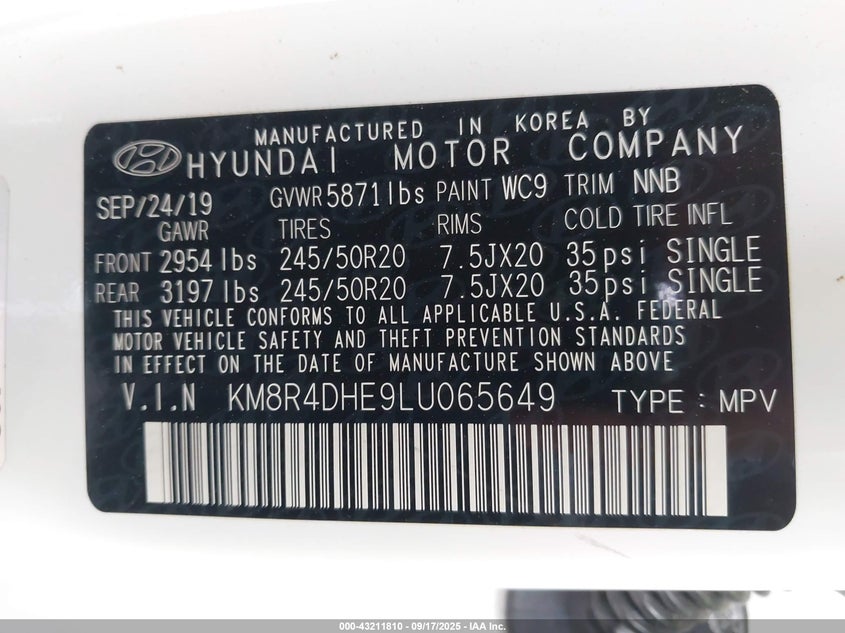 MANUFACTURED IN KOREA BY
HYUNDAI MOTOR COMPANY
SEP/24/19 GVWR 5871 lbs PAINT WC9 TRIM NNB
GAWR TIRES RIMS COLD TIRE INFL
FRONT 2954 lbs 245/50R20 7.5JX20 35psi SINGLE
REAR 3197 lbs 245/50R20 7.5JX20 35psi SINGLE
THIS VEHICLE CONFORMS TO ALL APPLICABLE U.S.A. FEDERAL
MOTOR VEHICLE SAFETY AND THEFT PREVENTION STANDARDS
IN EFFECT ON THE DATE OF MANUFACTURE SHOWN ABOVE
V.I.N KM8R4DHE9LU065649 TYPE : MPV
000-43211810 - 09/17/2025 - IAA Inc.